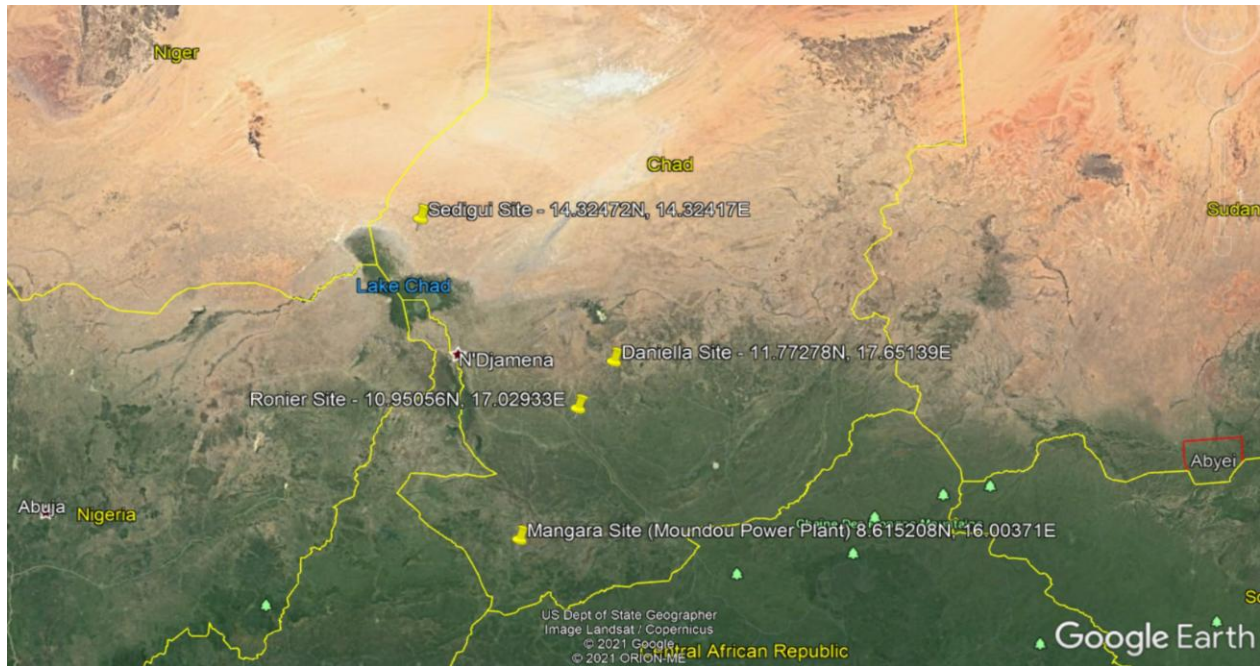 Niger
Chad
Sedigui Site - 14.32472N, 14.32417E
Sudan
Lake Chad
Daniella Site - 11.77278N, 17.65139E
N'Djamena
Ronier Site - 10.95056N, 17.02933E
Abyei
Abuja
Nigeria
Mangara Site (Moundou Power Plant) 8.615208N, 16.00371E
US Dept of State Geographer
Image Landsat / Copernicus
© 2021 Google
© 2021 ORION-ME
Central African Republic
Google Earth